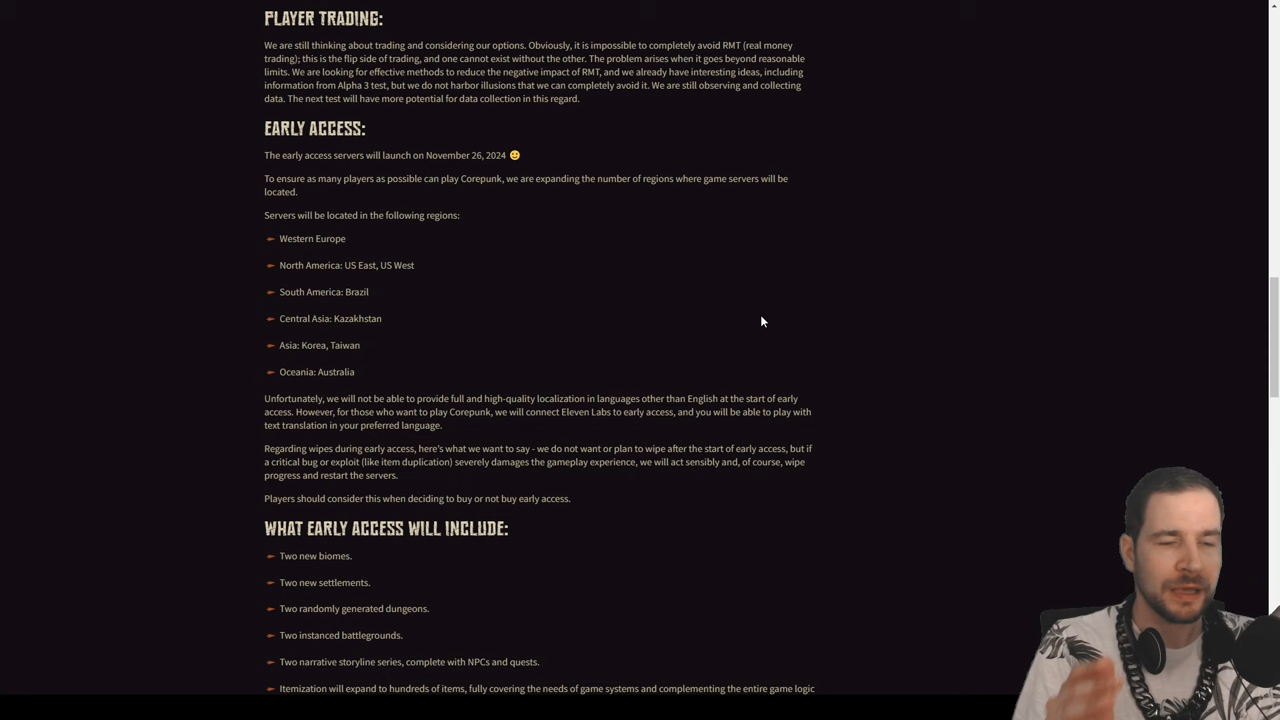 PLAYER TRADING:
We are still thinking about trading and considering our options. Obviously, it is impossible to completely avoid RMT (real money
trading); this is the flip side of trading, and one cannot exist without the other. The problem arises when it goes beyond reasonable
limits. We are looking for effective methods to reduce the negative impact of RMT, and we already have interesting ideas, including
information from Alpha 3 test, but we do not harbor illusions that we can completely avoid it. We are still observing and collecting
data. The next test will have more potential for data collection in this regard.
EARLY ACCESS:
The early access servers will launch on November 26, 2024 😊
To ensure as many players as possible can play Corepunk, we are expanding the number of regions where game servers will be
located.
Servers will be located in the following regions:
Western Europe
North America: US East, US West
South America: Brazil
Central Asia: Kazakhstan
Asia: Korea, Taiwan
Oceania: Australia
Unfortunately, we will not be able to provide full and high-quality localization in languages other than English at the start of early
access. However, for those who want to play Corepunk, we will connect Eleven Labs to early access, and you will be able to play with
text translation in your preferred language.
Regarding wipes during early access, here's what we want to say - we do not want or plan to wipe after the start of early access, but if
a critical bug or exploit (like item duplication) severely damages the gameplay experience, we will act sensibly and, of course, wipe
progress and restart the servers.
Players should consider this when deciding to buy or not buy early access.
WHAT EARLY ACCESS WILL INCLUDE:
Two new biomes.
Two new settlements.
Two randomly generated dungeons.
Two instanced battlegrounds.
Two narrative storyline series, complete with NPCs and quests.
Itemization will expand to hundreds of items, fully covering the needs of game systems and complementing the entire game logic